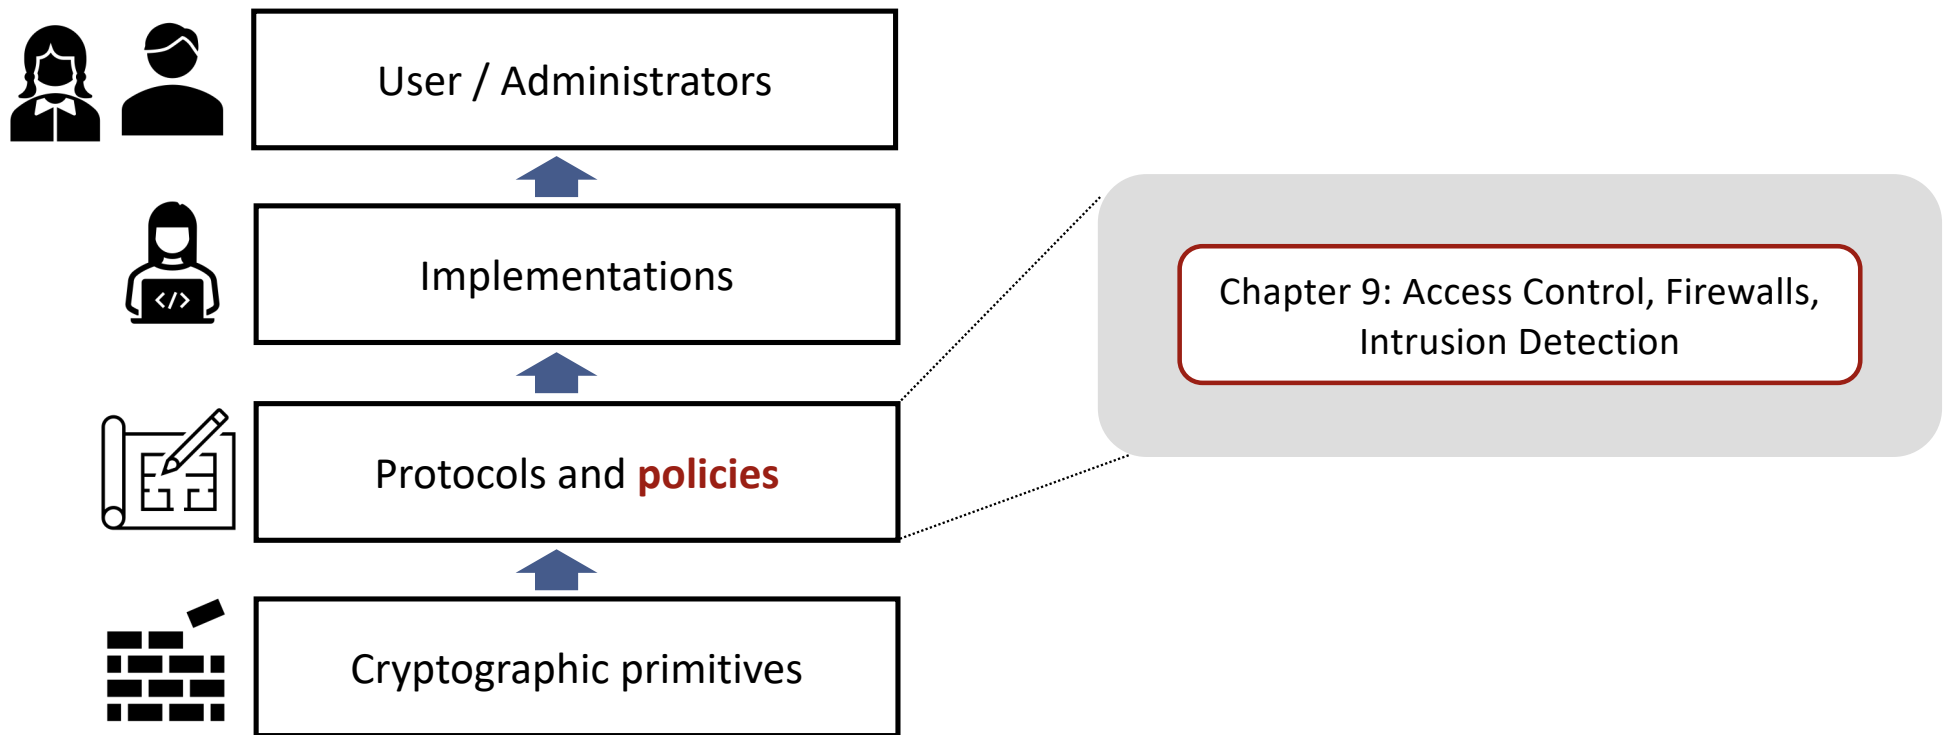 User / Administrators
Implementations
</>
Protocols and policies
Cryptographic primitives
Chapter 9: Access Control, Firewalls,
Intrusion Detection